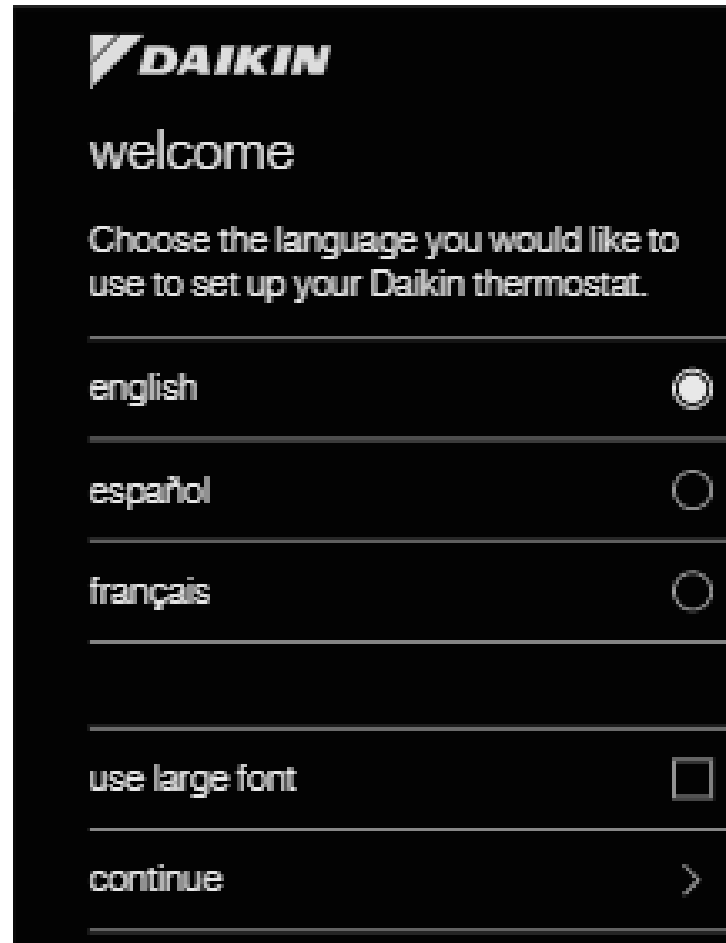 DAIKIN
welcome
Choose the language you would like to
use to set up your Daikin thermostat.
english
español
français
use large font
continue